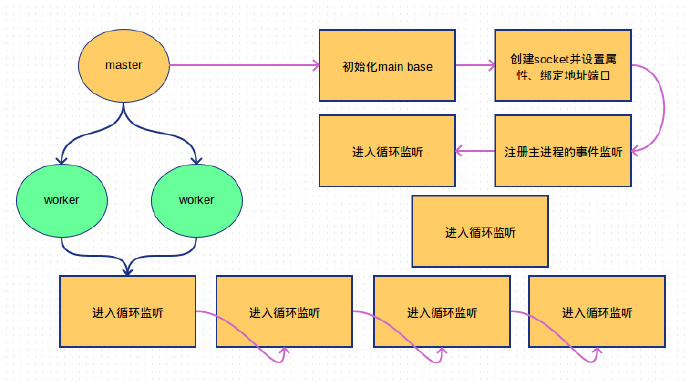 master
初始化main base
创建socket并设置属
性、绑定地址端口
进入循环监听
注册主进程的事件监听
worker
worker
进入循环监听
进入循环监听
进入循环监听
进入循环监听
进入循环监听